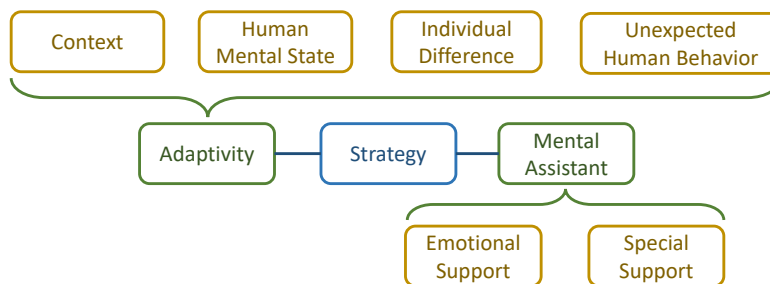 Context
Human
Mental State
Individual
Difference
Unexpected
Human Behavior
Adaptivity
Strategy
Mental
Assistant
Emotional
Support
Special
Support